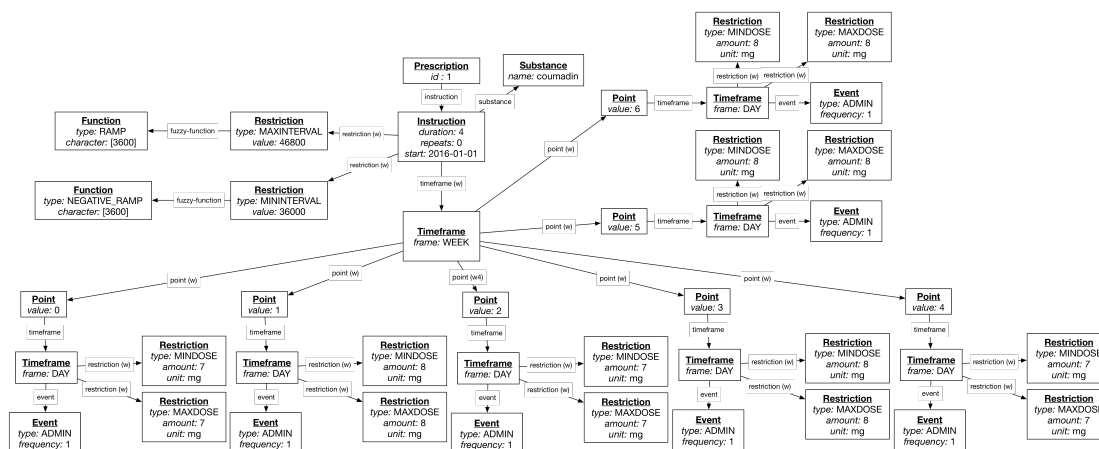 Restriction
type: MINDOSE
amount: 8
unit: mg
Restriction
type: MAXDOSE
amount: 8
unit: mg
restriction (w)
restriction (w)
Prescription
id : 1
Substance
name: coumadin
instruction
substance
Point
value: 6
timeframe
Timeframe
frame: DAY
event
Event
type: ADMIN
frequency: 1
Function
type: RAMP
character: [3600]
fuzzy-function
Restriction
type: MAXINTERVAL
value: 46800
restriction (w)
Instruction
duration: 4
repeats: 0
start: 2016-01-01
point (w)
Restriction
type: MINDOSE
amount: 8
unit: mg
Restriction
type: MAXDOSE
amount: 8
unit: mg
restriction (w)
timeframe (w)
restriction (w)
restriction (w)
Function
type: NEGATIVE_RAMP
character: [3600]
fuzzy-function
Restriction
type: MININTERVAL
value: 36000
Timeframe
frame: WEEK
point (w)
Point
value: 5
timeframe
Timeframe
frame: DAY
event
Event
type: ADMIN
frequency: 1
point (w)
point (w)
point (w4)
point (w)
point (w)
Point
value: 0
Point
value: 1
Point
value: 2
Point
value: 3
Point
value: 4
timeframe
timeframe
timeframe
timeframe
timeframe
Timeframe
frame: DAY
restriction (w)
Restriction
type: MINDOSE
amount: 7
unit: mg
restriction (w)
Restriction
type: MAXDOSE
amount: 7
unit: mg
event
Event
type: ADMIN
frequency: 1
Timeframe
frame: DAY
restriction (w)
Restriction
type: MINDOSE
amount: 8
unit: mg
restriction (w)
Restriction
type: MAXDOSE
amount: 8
unit: mg
event
Event
type: ADMIN
frequency: 1
Timeframe
frame: DAY
restriction (w)
Restriction
type: MINDOSE
amount: 7
unit: mg
restriction (w)
Restriction
type: MAXDOSE
amount: 7
unit: mg
event
Event
type: ADMIN
frequency: 1
Timeframe
frame: DAY
restriction (w)
Restriction
type: MINDOSE
amount: 8
unit: mg
restriction (w)
Restriction
type: MAXDOSE
amount: 8
unit: mg
event
Event
type: ADMIN
frequency: 1
Timeframe
frame: DAY
restriction (w)
Restriction
type: MINDOSE
amount: 7
unit: mg
restriction (w)
Restriction
type: MAXDOSE
amount: 7
unit: mg
event
Event
type: ADMIN
frequency: 1